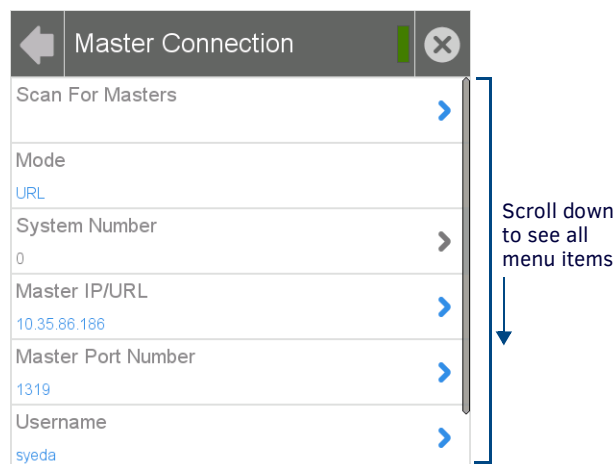 Master Connection
Scan For Masters
Mode
URL
System Number
0
Master IP/URL
10.35.86.186
Master Port Number
1319
Username
syeda
Scroll down
to see all
menu items